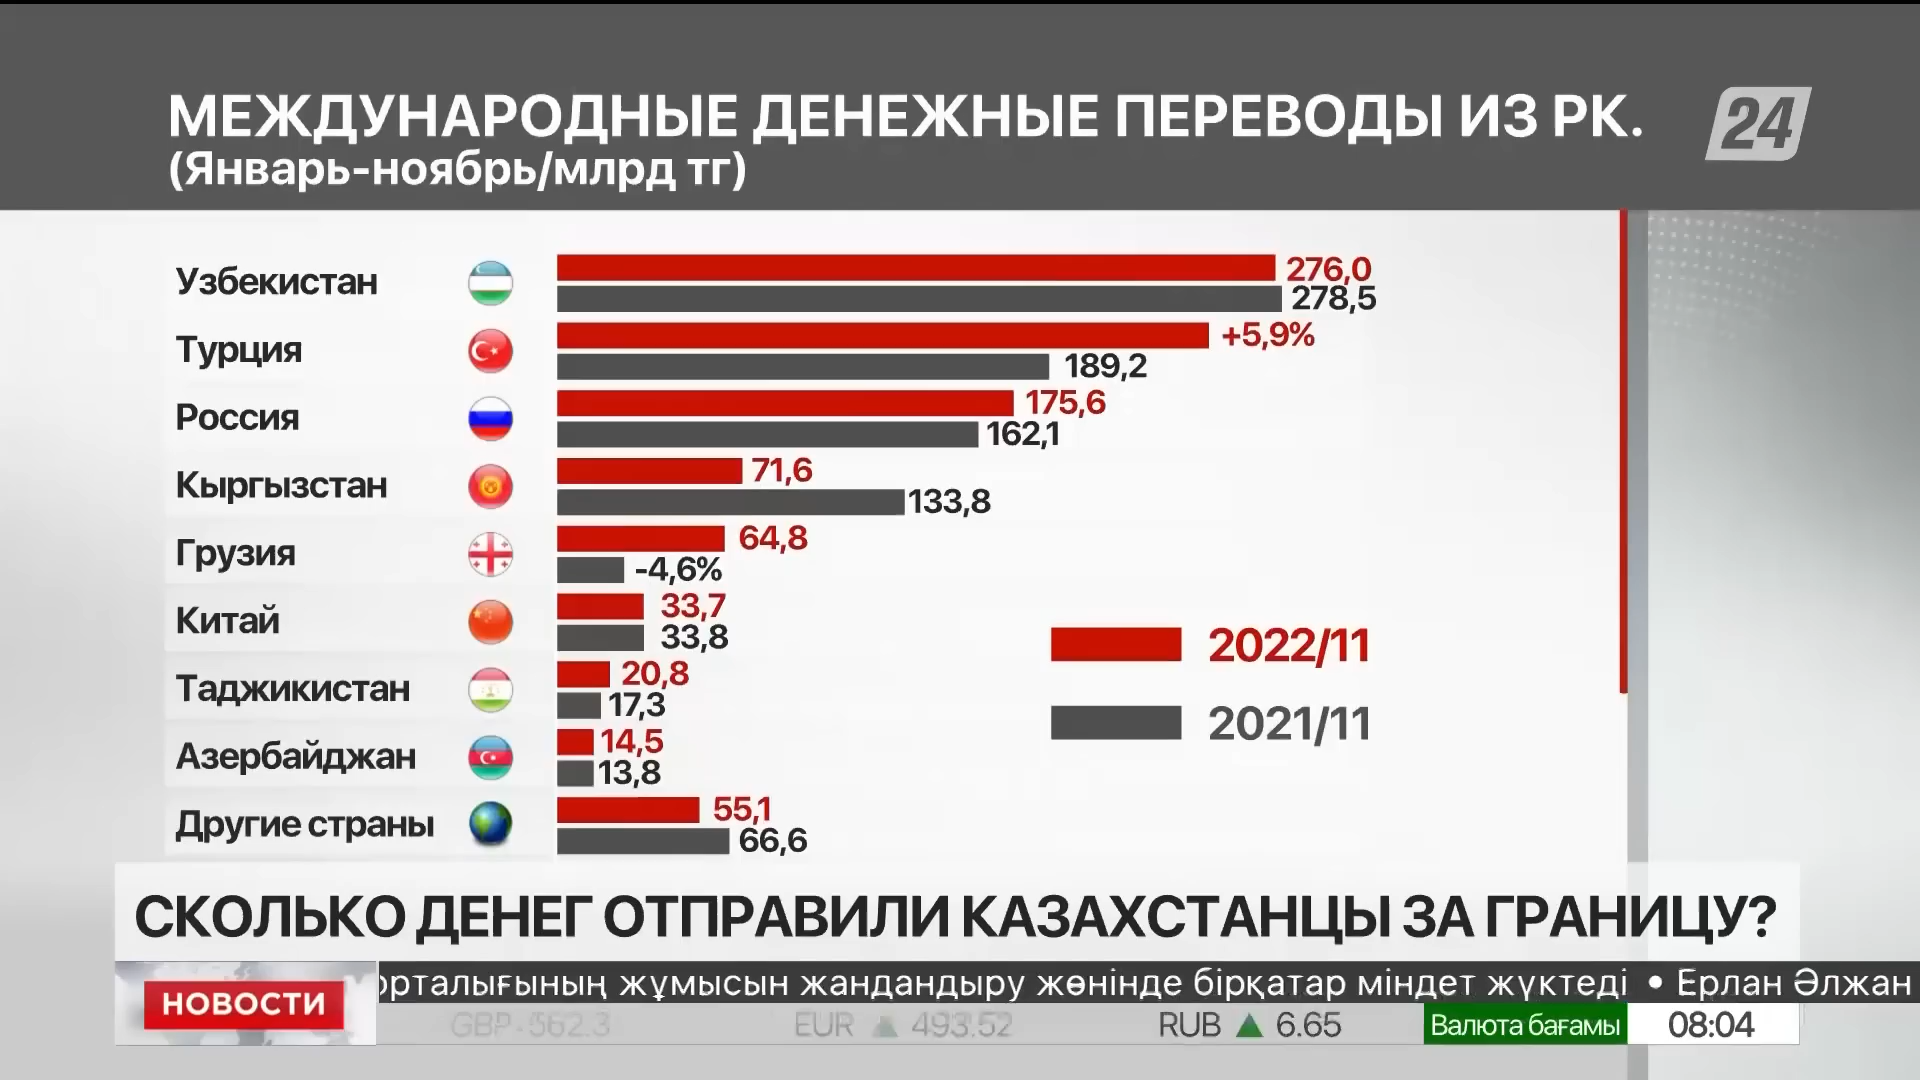 МЕЖДУНАРОДНЫЕ ДЕНЕЖНЫЕ ПЕРЕВОДЫ ИЗ РК.
(Январь-ноябрь/млрд тг)
24
Узбекистан
276,0
278,5
Турция
+5,9%
189,2
Россия
175,6
162,1
Кыргызстан
71,6
133,8
Грузия
64,8
-4,6%
Китай
33,7
33,8
Таджикистан
20,8
17,3
Азербайджан
14,5
13,8
Другие страны
55,1
66,6
2022/11
2021/11
СКОЛЬКО ДЕНЕГ ОТПРАВИЛИ КАЗАХСТАНЦЫ ЗА ГРАНИЦУ?
НОВОСТИ
орталығының жұмысын жандандыру жөнінде бірқатар міндет жүктеді • Ерлан Әлжан
GBP 562.3
EUR ▲ 493.52
RUB ▲ 6.65
Валюта бағамы
08:04